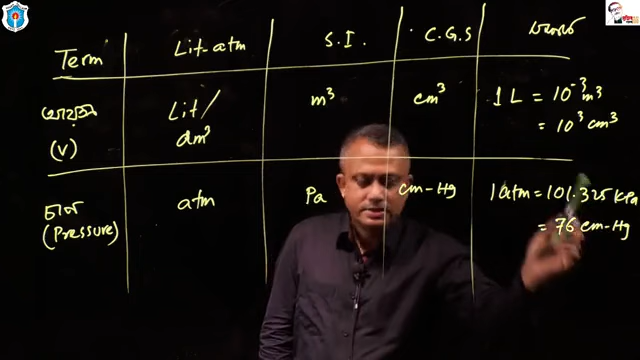 Term Lit-atm S.I. C.G.S সম্পর্ক
আয়তন Lit/ m³ cm³ 1 L = 10⁻³ m³
(V) dm³ = 10³ cm³
চাপ atm Pa cm-Hg 1 atm = 101.325 kPa
(Pressure) = 76 cm-Hg